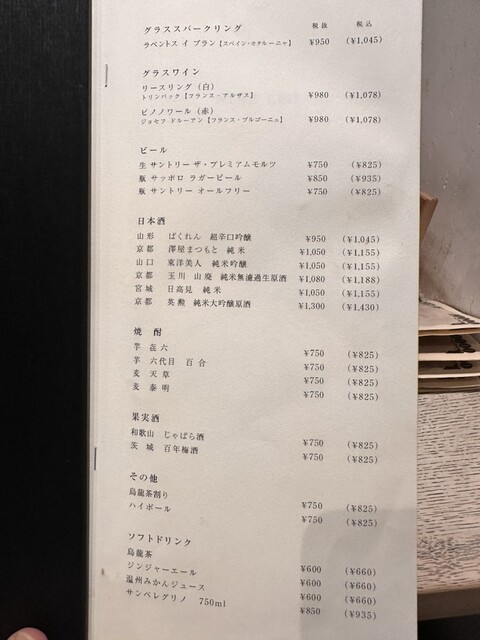 グラススパークリング 税抜 税込
ラベントス イ ブラン【スペイン・カタルーニャ】 ¥950 (¥1,045)
グラスワイン
リースリング(白)
トリンバック【フランス・アルザス】 ¥980 (¥1,078)
ピノノワール(赤)
ジョセフ ドルーアン【フランス・ブルゴーニュ】 ¥980 (¥1,078)
ビール
生 サントリー ザ・プレミアムモルツ ¥750 (¥825)
瓶 サッポロ ラガービール ¥850 (¥935)
瓶 サントリー オールフリー ¥750 (¥825)
日本酒
山形 ばくれん 超辛口吟醸 ¥950 (¥1,045)
京都 澤屋まつもと 純米 ¥1,050 (¥1,155)
山口 東洋美人 純米吟醸 ¥1,050 (¥1,155)
京都 玉川 山廃 純米無濾過生原酒 ¥1,080 (¥1,188)
宮城 日高見 純米 ¥1,050 (¥1,155)
京都 英勲 純米大吟醸原酒 ¥1,300 (¥1,430)
焼酎
芋 㐂六 ¥750 (¥825)
芋 六代目 百合 ¥750 (¥825)
麦 天草 ¥750 (¥825)
麦 泰明 ¥750 (¥825)
果実酒
和歌山 じゃばら酒 ¥750 (¥825)
茨城 百年梅酒 ¥750 (¥825)
その他
烏龍茶割り ¥750 (¥825)
ハイボール ¥750 (¥825)
ソフトドリンク
烏龍茶 ¥600 (¥660)
ジンジャーエール ¥600 (¥660)
温州みかんジュース ¥600 (¥660)
サンペレグリノ 750ml ¥850 (¥935)